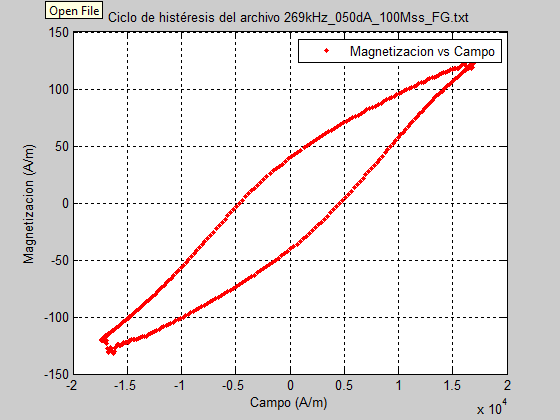 Open File
Ciclo de histéresis del archivo 269kHz_050dA_100Mss_FG.txt
Magnetizacion vs Campo
Magnetizacion (A/m)
150
100
50
0
-50
-100
-150
-2
-1.5
-1
-0.5
0
0.5
1
1.5
2
Campo (A/m)
x 10^4